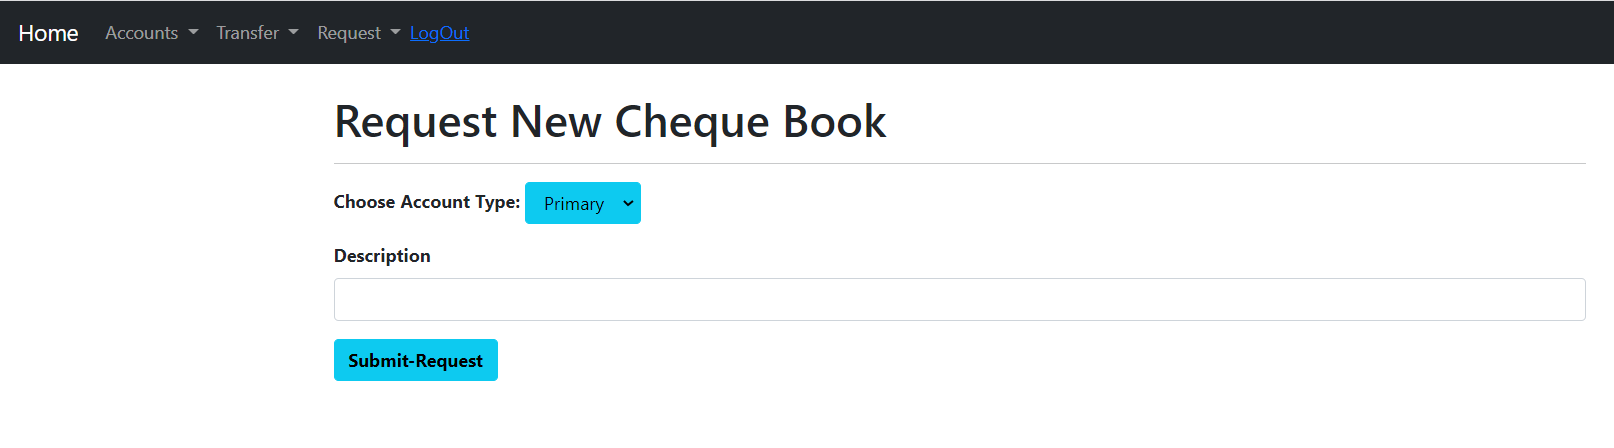 Home Accounts Transfer Request LogOut
Request New Cheque Book
Choose Account Type: Primary
Description
Submit-Request